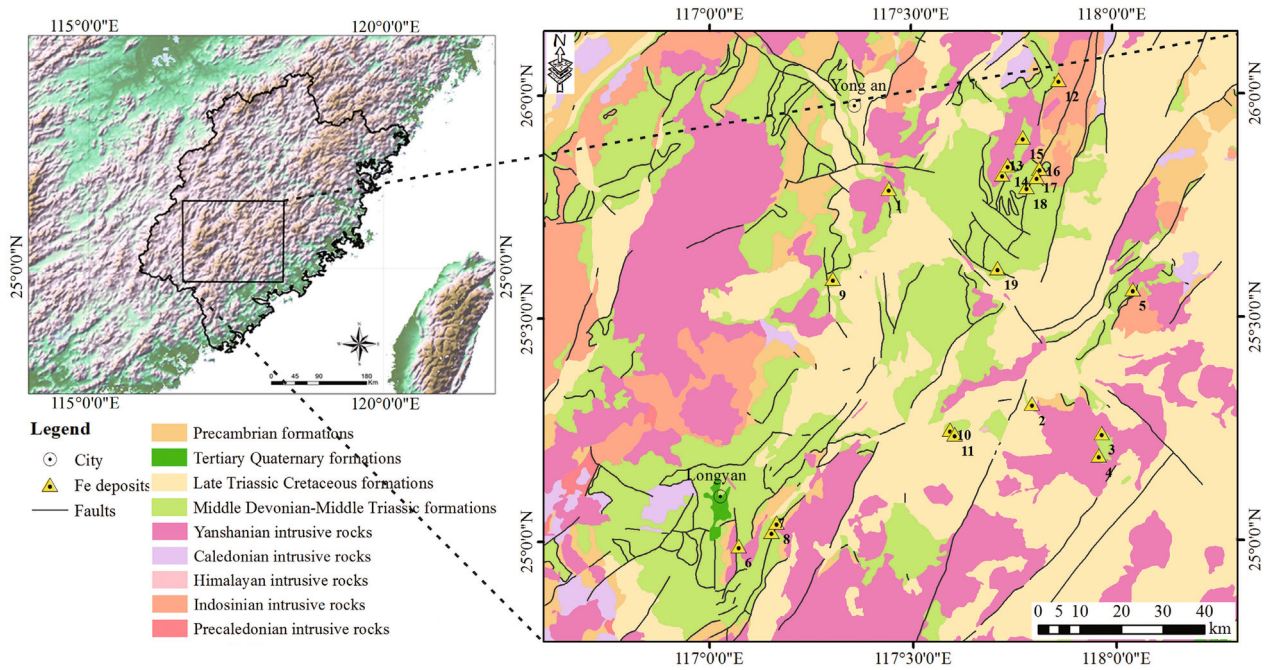 115°0'0"E
120°0'0"E
25°0'0"N
25°0'0"N
N
0 45 90 180
Km
115°0'0"E
120°0'0"E
Legend
City
Fe deposits
Faults
Precambrian formations
Tertiary Quaternary formations
Late Triassic Cretaceous formations
Middle Devonian-Middle Triassic formations
Yanshanian intrusive rocks
Caledonian intrusive rocks
Himalayan intrusive rocks
Indosinian intrusive rocks
Precaledonian intrusive rocks
117°0'0"E
117°30'0"E
118°0'0"E
N
26°0'0"N
26°0'0"N
Yong an
12
15
13
16
14
17
18
1
19
9
5
25°30'0"N
25°30'0"N
2
10
11
3
4
Longyan
8
6
25°0'0"N
25°0'0"N
0 5 10 20 30 40
km
117°0'0"E
117°30'0"E
118°0'0"E